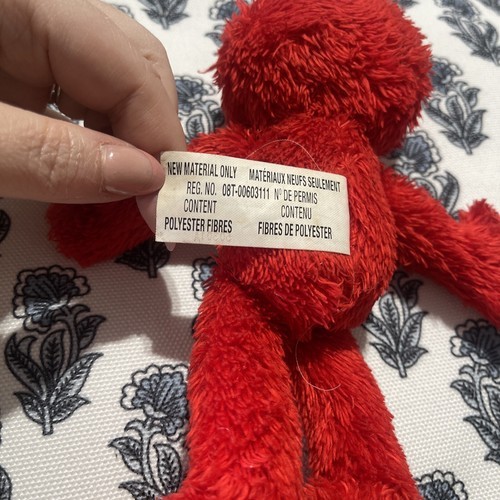 NEW MATERIAL ONLY MATÉRIAUX NEUFS SEULEMENT
REG. NO. 08T-00603111 N° DE PERMIS
CONTENT CONTENU
POLYESTER FIBRES FIBRES DE POLYESTER